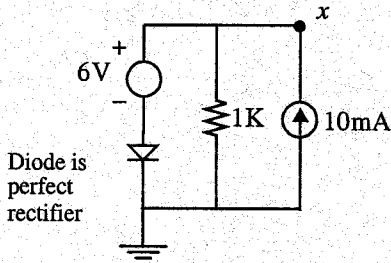 x
+
6V
−
1K
10mA
Diode is
perfect
rectifier